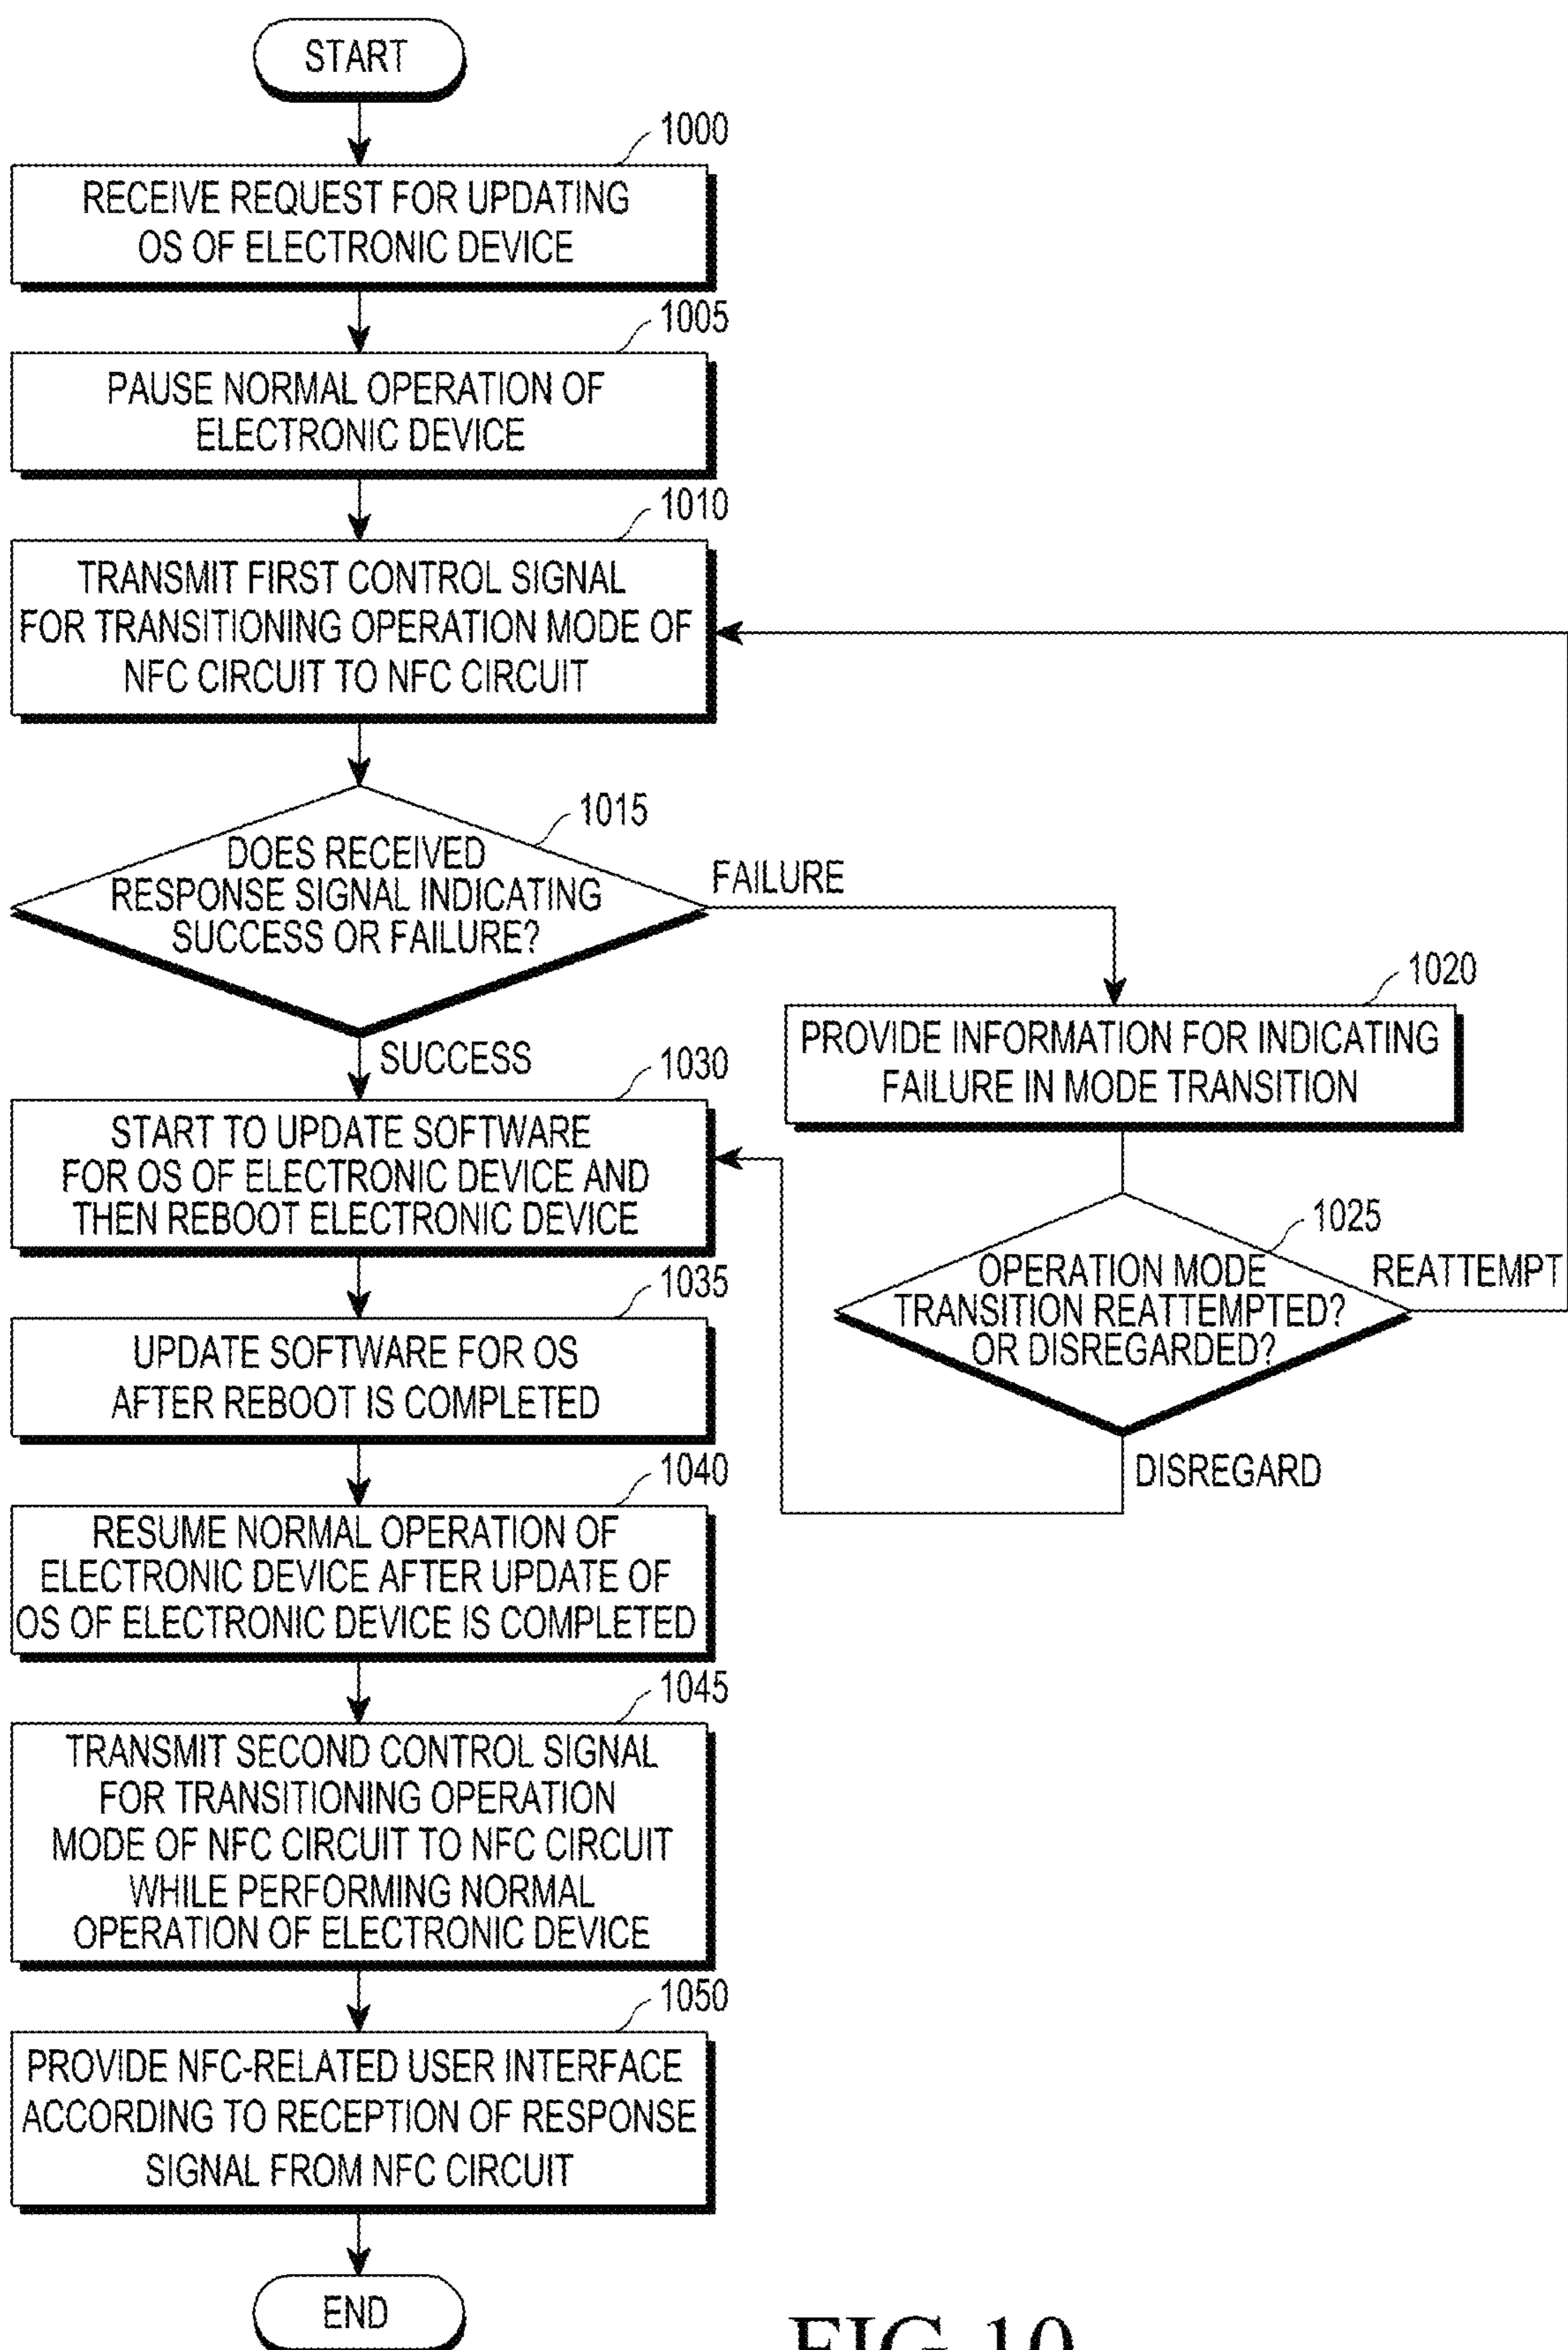 START
1000
RECEIVE REQUEST FOR UPDATING
OS OF ELECTRONIC DEVICE
1005
PAUSE NORMAL OPERATION OF
ELECTRONIC DEVICE
1010
TRANSMIT FIRST CONTROL SIGNAL
FOR TRANSITIONING OPERATION MODE OF
NFC CIRCUIT TO NFC CIRCUIT
1015
DOES RECEIVED
RESPONSE SIGNAL INDICATING
SUCCESS OR FAILURE?
FAILURE
SUCCESS
1020
PROVIDE INFORMATION FOR INDICATING
FAILURE IN MODE TRANSITION
1025
OPERATION MODE
TRANSITION REATTEMPTED?
OR DISREGARDED?
REATTEMPT
DISREGARD
1030
START TO UPDATE SOFTWARE
FOR OS OF ELECTRONIC DEVICE AND
THEN REBOOT ELECTRONIC DEVICE
1035
UPDATE SOFTWARE FOR OS
AFTER REBOOT IS COMPLETED
1040
RESUME NORMAL OPERATION OF
ELECTRONIC DEVICE AFTER UPDATE OF
OS OF ELECTRONIC DEVICE IS COMPLETED
1045
TRANSMIT SECOND CONTROL SIGNAL
FOR TRANSITIONING OPERATION
MODE OF NFC CIRCUIT TO NFC CIRCUIT
WHILE PERFORMING NORMAL
OPERATION OF ELECTRONIC DEVICE
1050
PROVIDE NFC-RELATED USER INTERFACE
ACCORDING TO RECEPTION OF RESPONSE
SIGNAL FROM NFC CIRCUIT
END
FIG.10